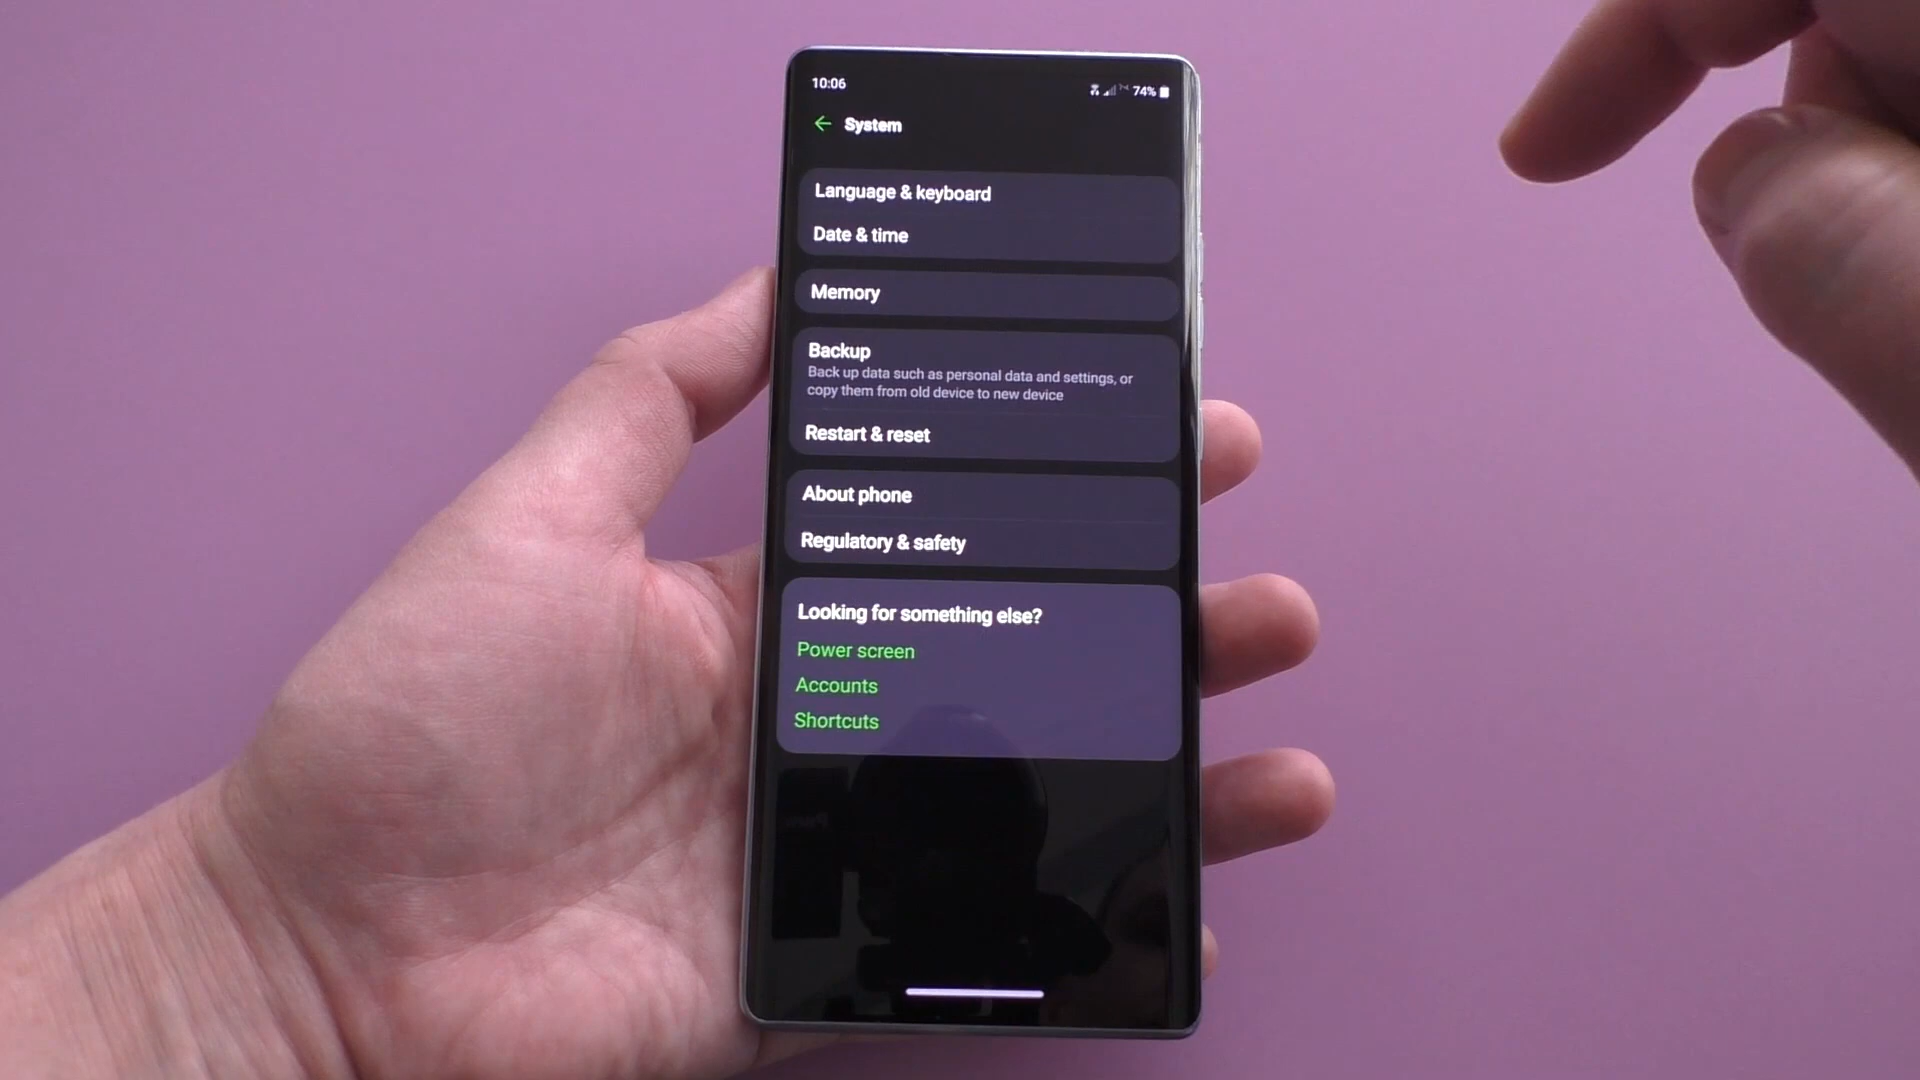 10:06
74%
System
Language & keyboard
Date & time
Memory
Backup
Back up data such as personal data and settings, or
copy them from old device to new device
Restart & reset
About phone
Regulatory & safety
Looking for something else?
Power screen
Accounts
Shortcuts